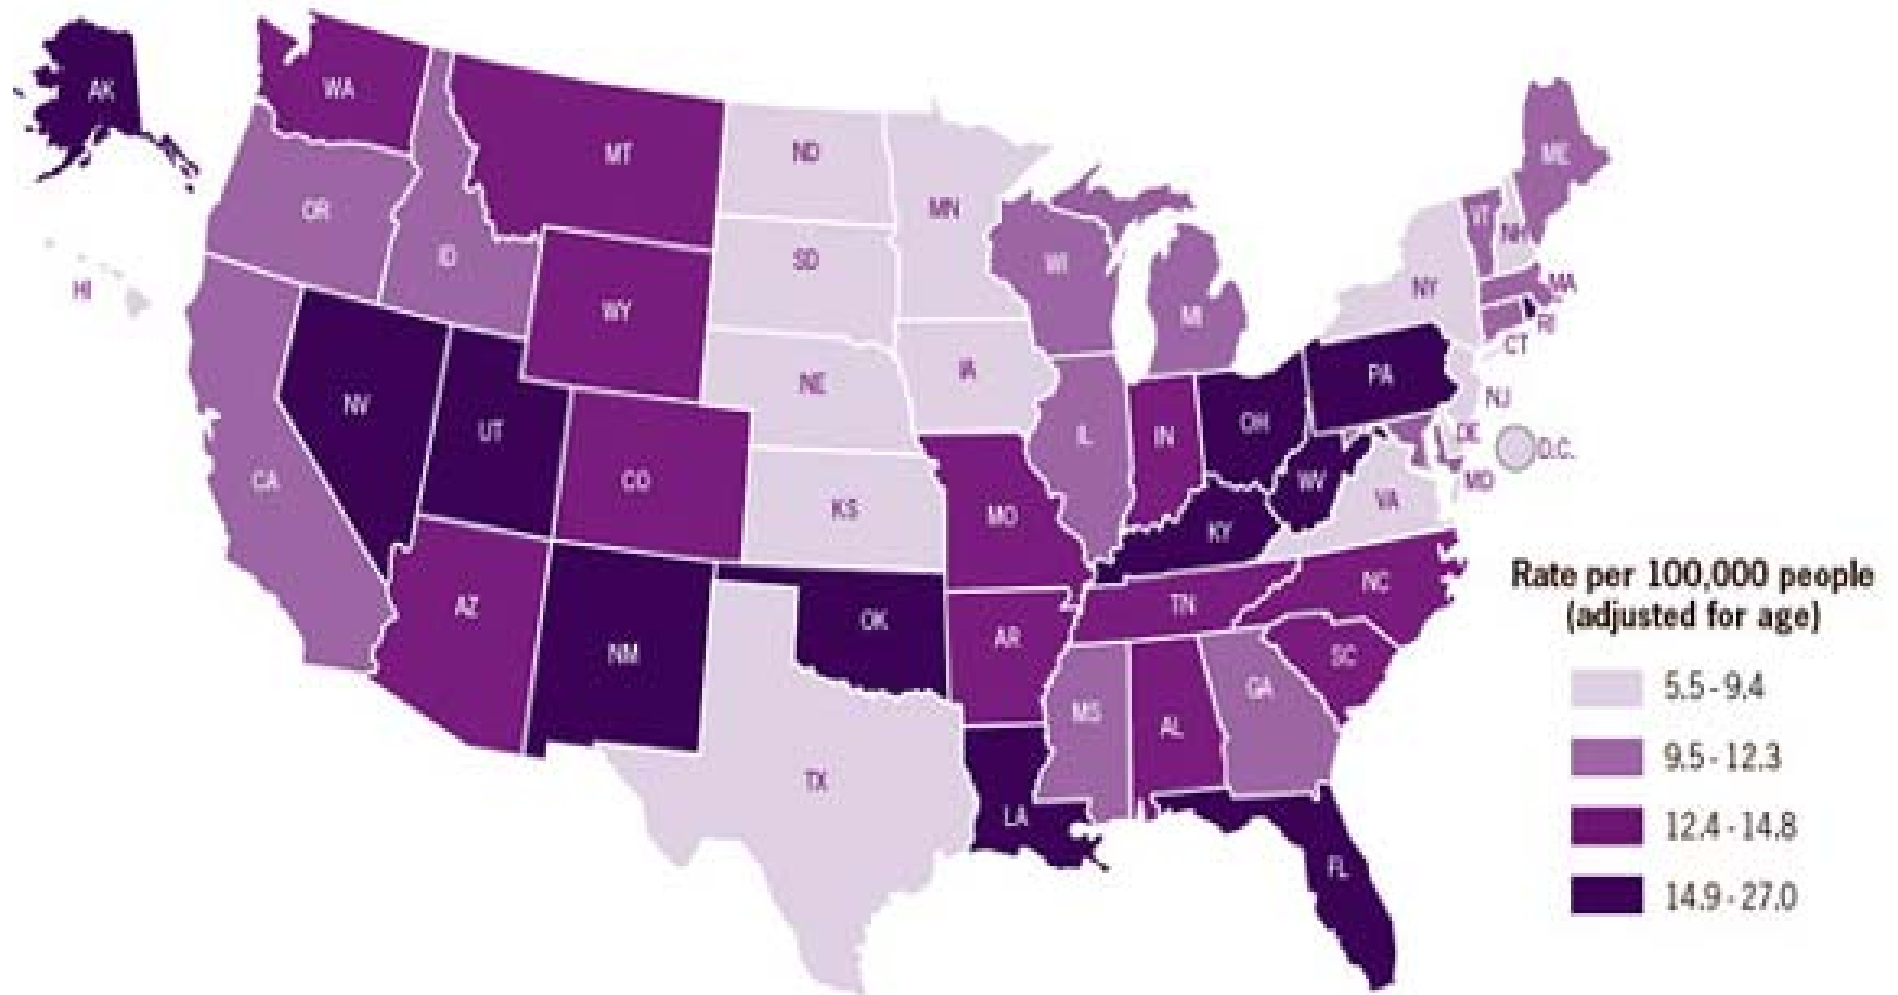 AK
WA
MT
ND
MN
ME
OR
ID
SD
WI
VT
NH
HI
WY
NY
MA
MI
RI
CT
NE
IA
PA
NV
UT
NJ
OH
IL
IN
DE
D.C.
CA
CO
KS
WV
MD
MO
VA
KY
AZ
NC
TN
OK
AR
NM
SC
GA
MS
AL
TX
LA
FL
Rate per 100,000 people
(adjusted for age)
5.5 - 9.4
9.5 - 12.3
12.4 - 14.8
14.9 - 27.0